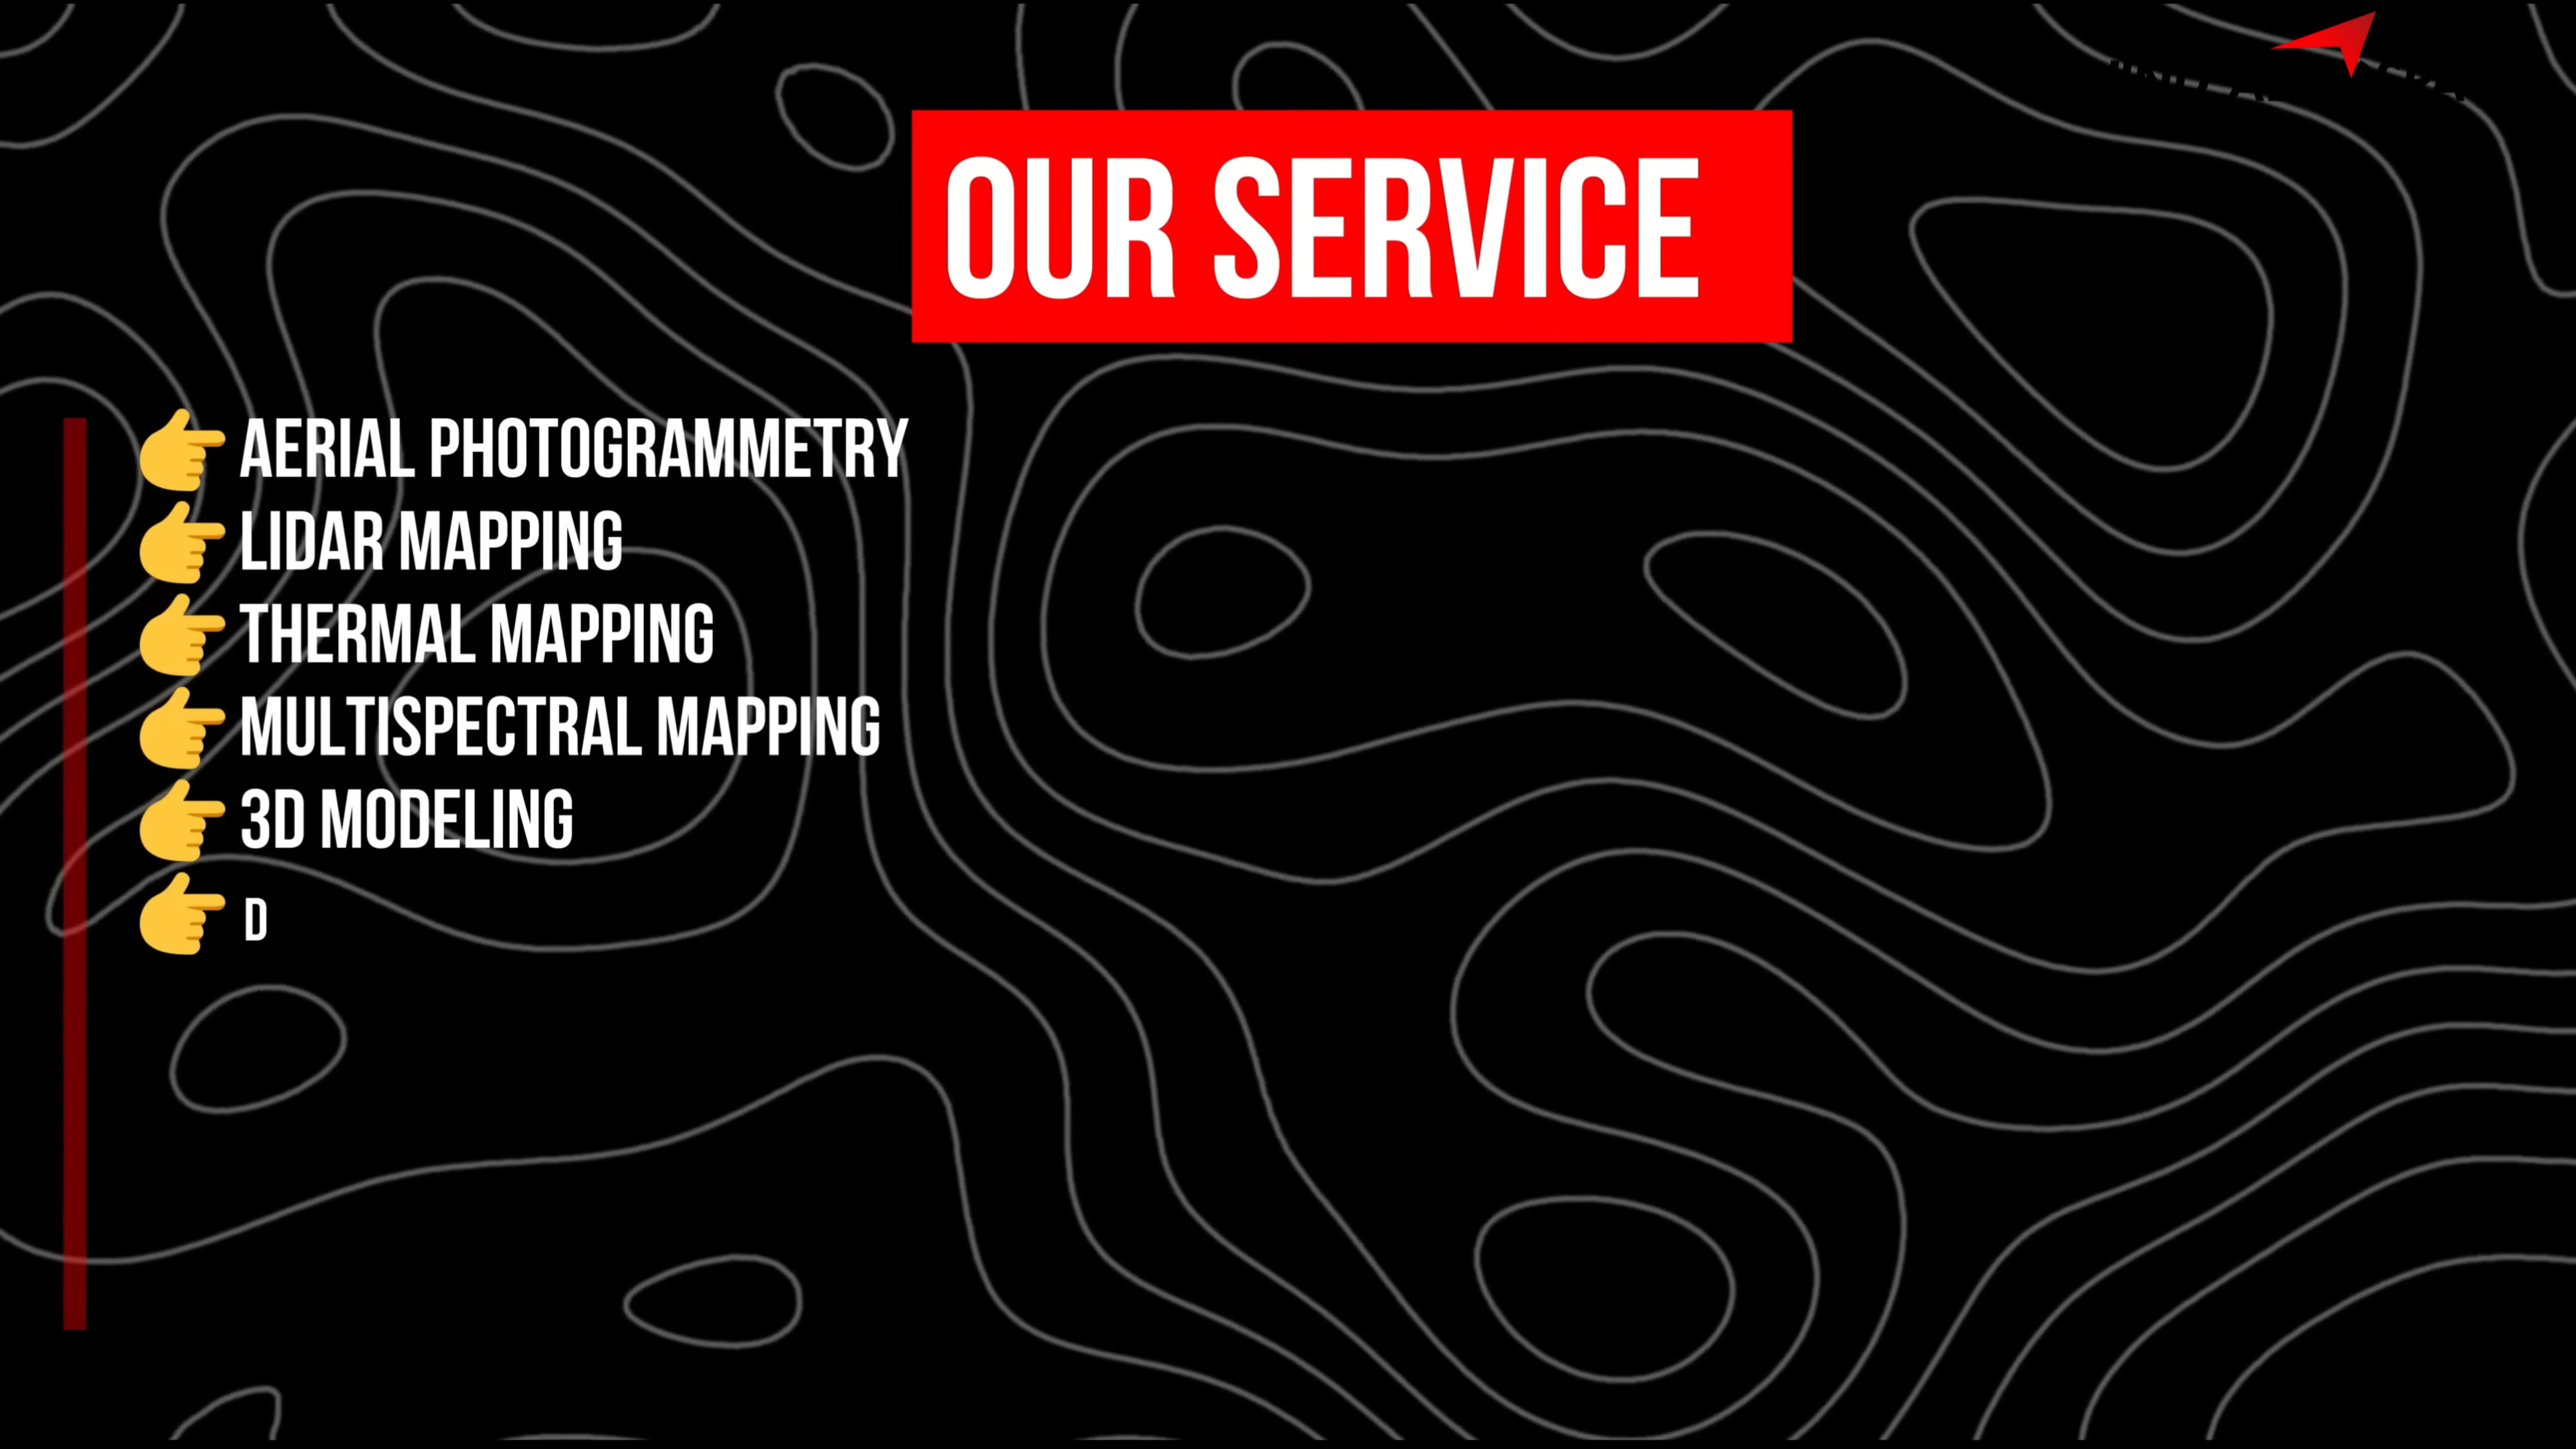 OUR SERVICE
👉 AERIAL PHOTOGRAMMETRY
👉 LIDAR MAPPING
👉 THERMAL MAPPING
👉 MULTISPECTRAL MAPPING
👉 3D MODELING
👉 D